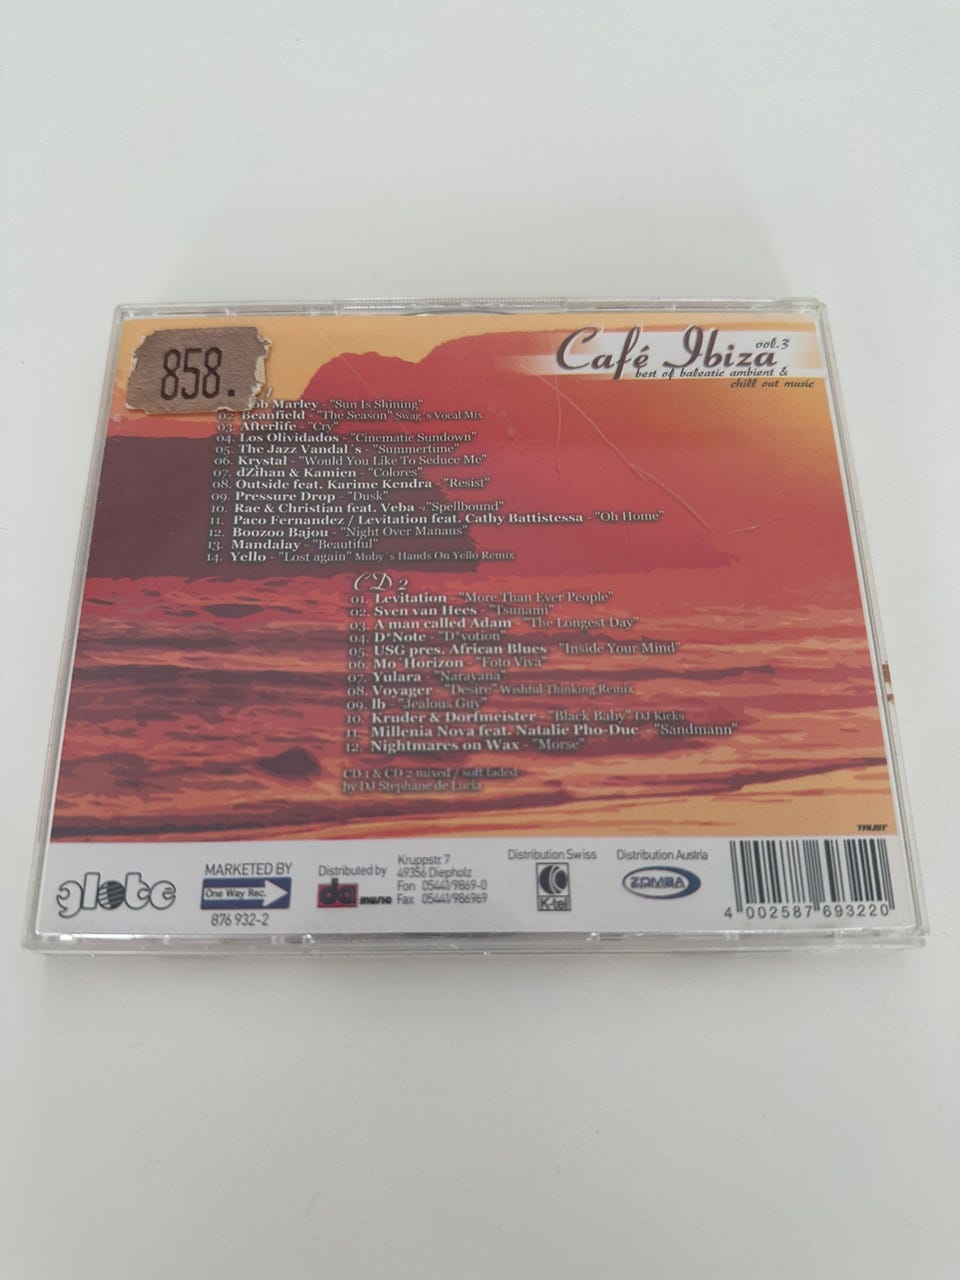 858.
Café Ibiza vol.3
best of balearic ambient &
chill out music
ob Marley - "Sun Is Shining"
02. Beanfield - "The Season" Swag´s Vocal Mix
03. Afterlife - "Cry"
04. Los Olividados - "Cinematic Sundown"
05. The Jazz Vandal´s - "Summertime"
06. Krystal - "Would You Like To Seduce Me"
07. dZihan & Kamien - "Colores"
08. Outside feat. Karime Kendra - "Resist"
09. Pressure Drop - "Dusk"
10. Rae & Christian feat. Veba - "Spellbound"
11. Paco Fernandez / Levitation feat. Cathy Battistessa - "Oh Home"
12. Boozoo Bajou - "Night Over Manaus"
13. Mandalay - "Beautiful"
14. Yello - "Lost again" Moby´s Hands On Yello Remix
CD 2
01. Levitation - "More Than Ever People"
02. Sven van Hees - "Tsunami"
03. A man called Adam - "The Longest Day"
04. D*Note - "D*votion"
05. USG pres. African Blues - "Inside Your Mind"
06. Mo´Horizon - "Foto Viva"
07. Yulara - "Narayana"
08. Voyager - "Desire" Wishful Thinking Remix
09. lb - "Jealous Guy"
10. Kruder & Dorfmeister - "Black Baby" DJ Kicks
11. Millenia Nova feat. Natalie Pho-Duc - "Sandmann"
12. Nightmares on Wax - "Morse"
CD 1 & CD 2 mixed / soft faded
by DJ Stephane de Lucia
TRUST
globe
MARKETED BY
One Way Rec.
876 932-2
Distributed by
da music
Kruppstr. 7
49356 Diepholz
Fon 05441/9869-0
Fax 05441/986969
Distribution Swiss
K-tel
Distribution Austria
ZOMBA
4 002587 693220